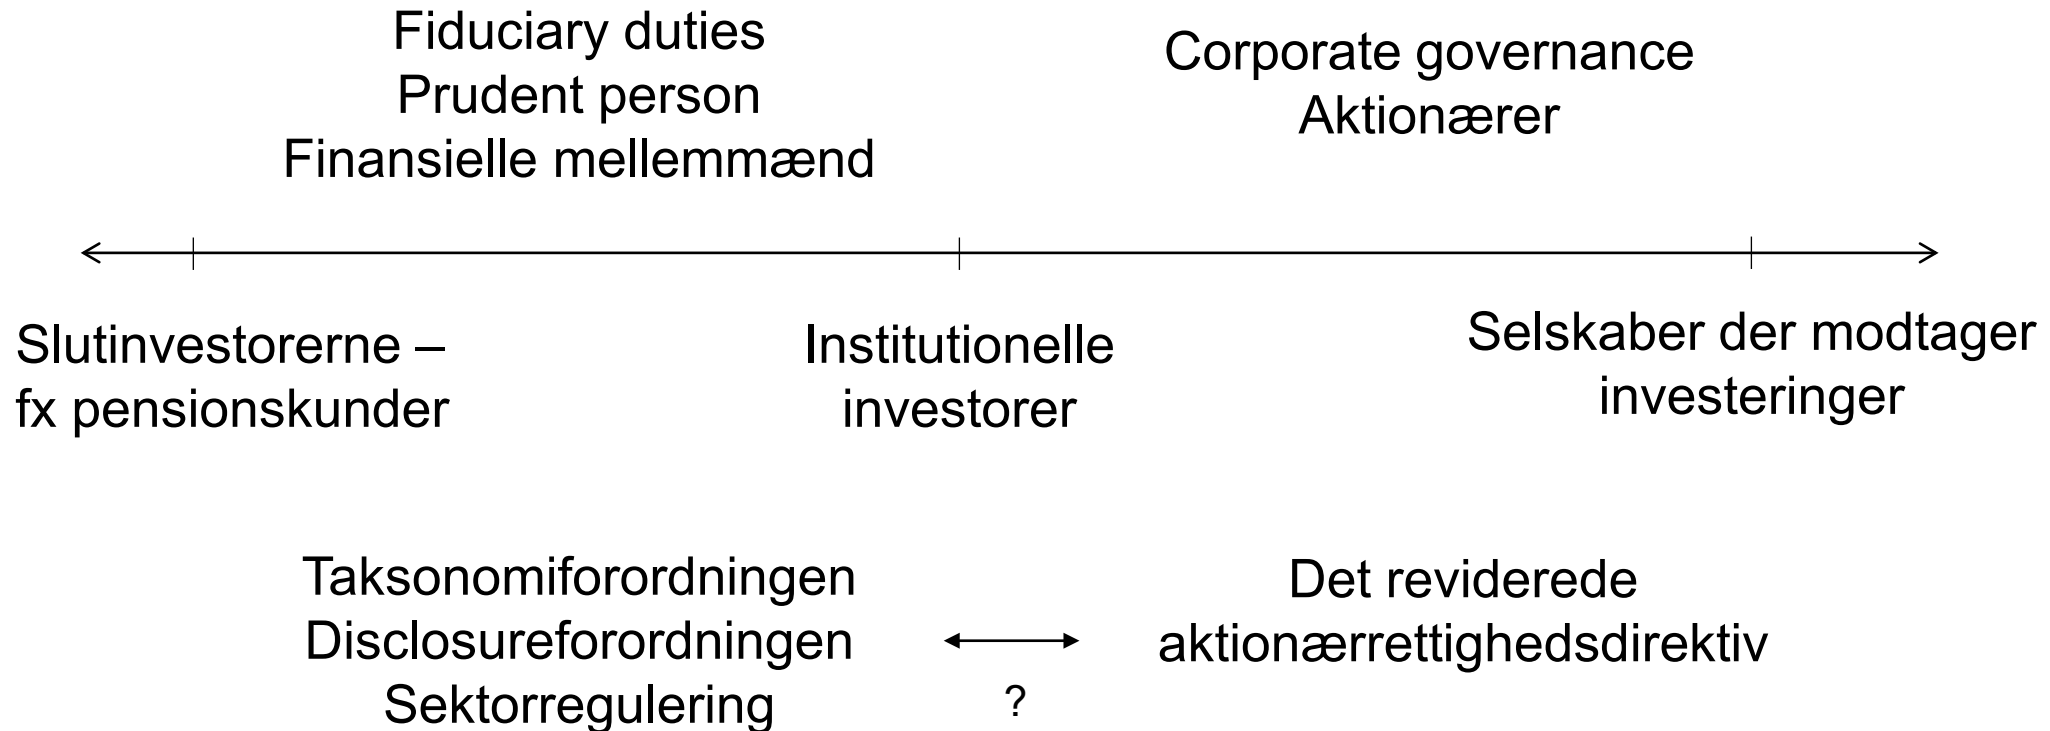 Fiduciary duties
Prudent person
Finansielle mellemmænd
Corporate governance
Aktionærer
Slutinvestorerne –
fx pensionskunder
Institutionelle
investorer
Selskaber der modtager
investeringer
Taksonomiforordningen
Disclosureforordningen
Sektorregulering
?
Det reviderede
aktionærrettighedsdirektiv